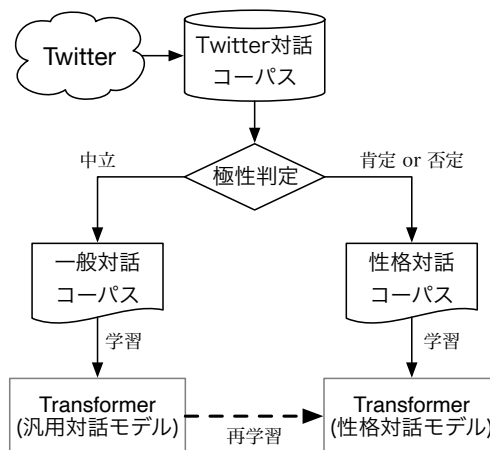 Twitter
Twitter対話
コーパス
中立
極性判定
肯定 or 否定
一般対話
コーパス
性格対話
コーパス
学習
学習
Transformer
(汎用対話モデル)
再学習
Transformer
(性格対話モデル)